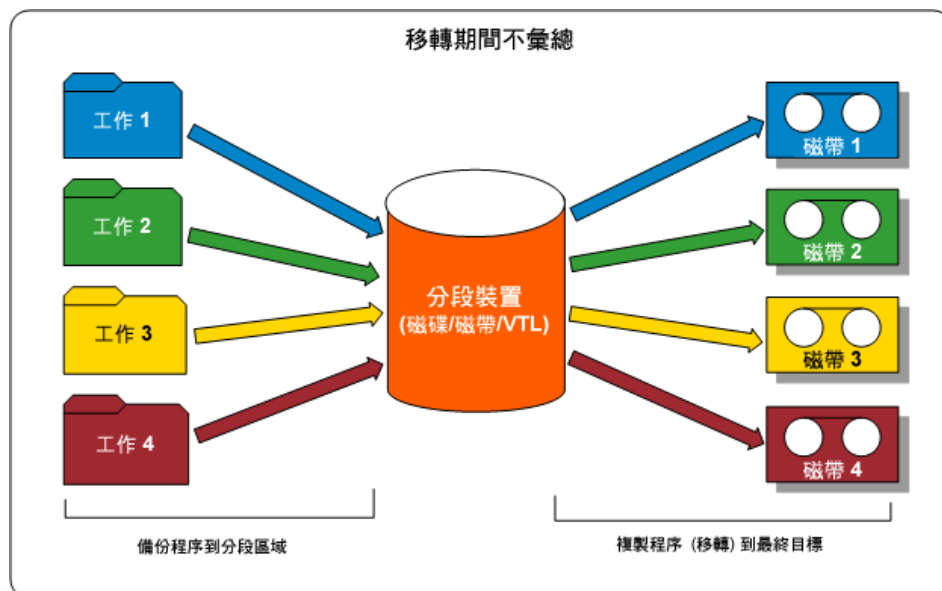 移轉期間不彙總
工作 1
工作 2
工作 3
工作 4
分段裝置
(磁碟/磁帶/VTL)
磁帶 1
磁帶 2
磁帶 3
磁帶 4
備份程序到分段區域
複製程序 (移轉) 到最終目標